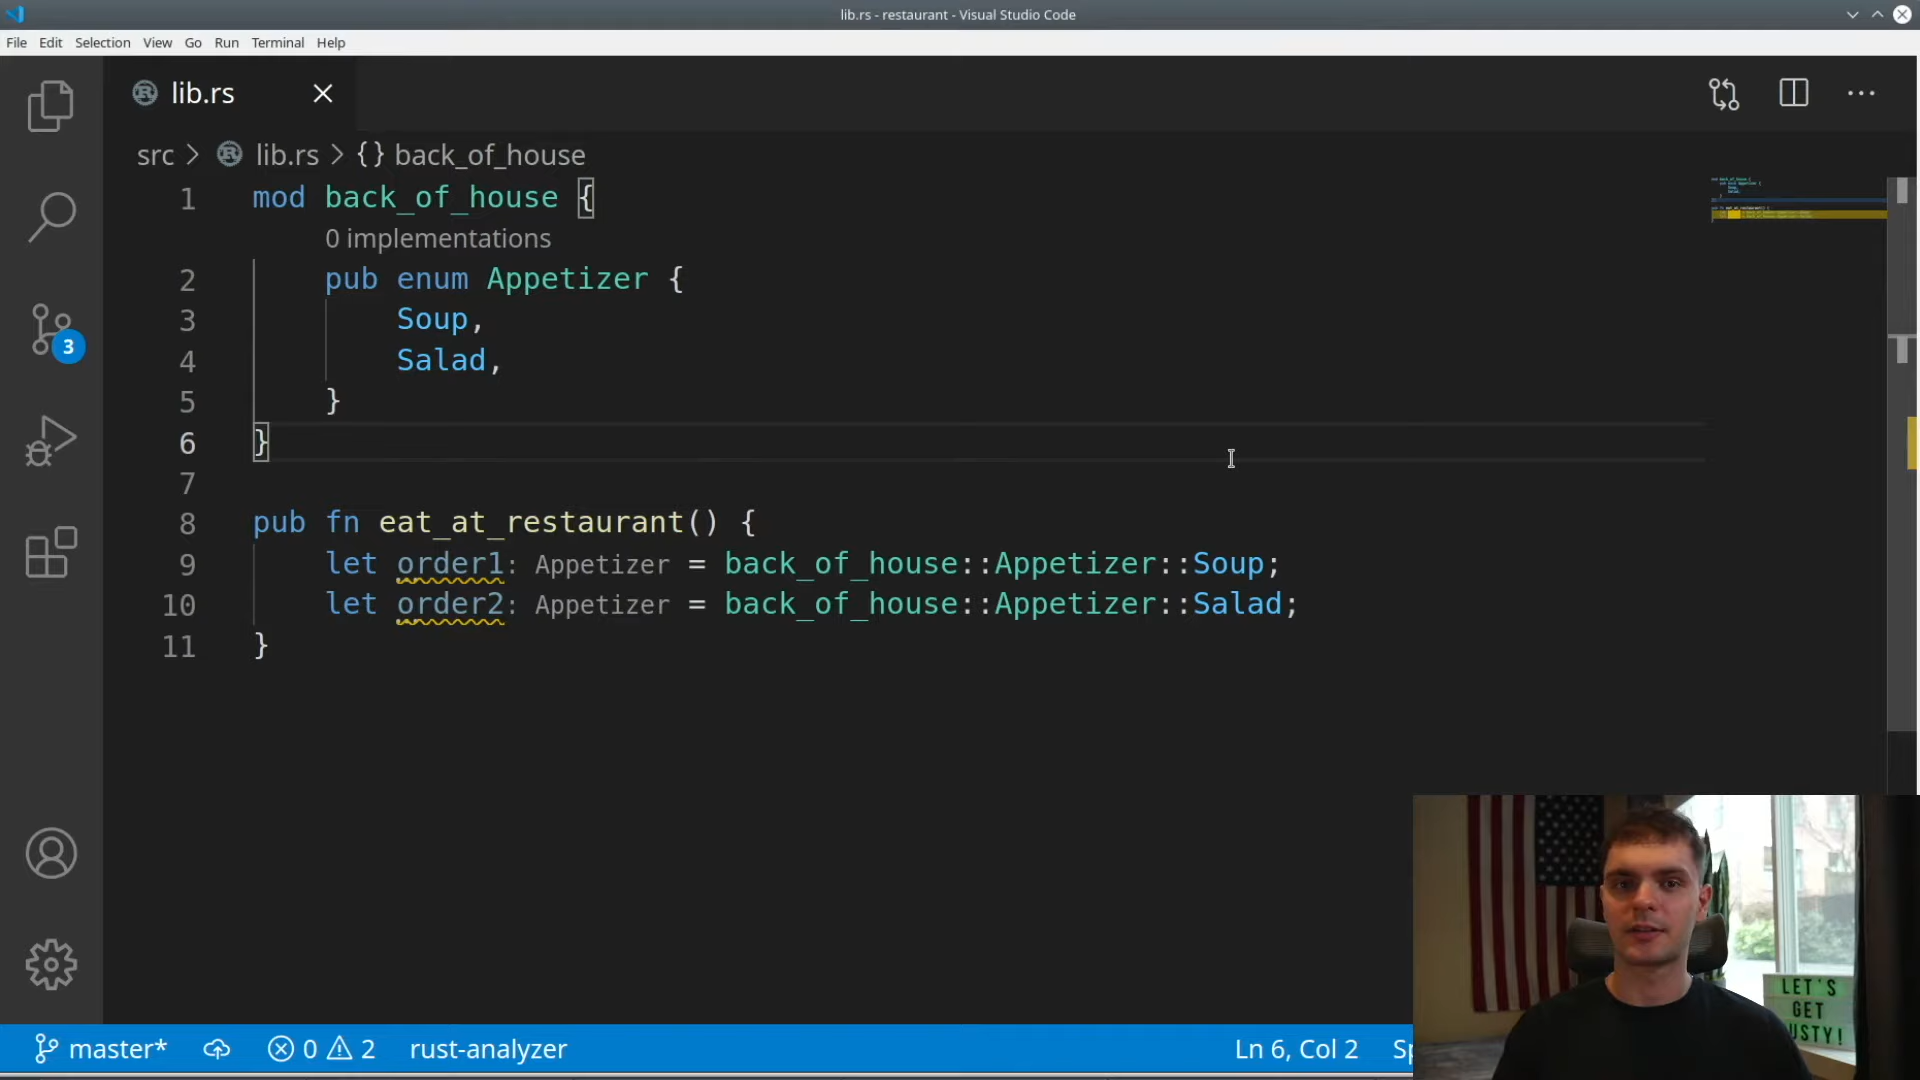 lib.rs - restaurant - Visual Studio Code
File Edit Selection View Go Run Terminal Help
lib.rs
src > lib.rs > {} back_of_house
1 mod back_of_house {
0 implementations
2 pub enum Appetizer {
3 Soup,
4 Salad,
5 }
6 }
7
8 pub fn eat_at_restaurant() {
9 let order1: Appetizer = back_of_house::Appetizer::Soup;
10 let order2: Appetizer = back_of_house::Appetizer::Salad;
11 }
3
LET'S
GET
USTY!
master* 0 2 rust-analyzer Ln 6, Col 2